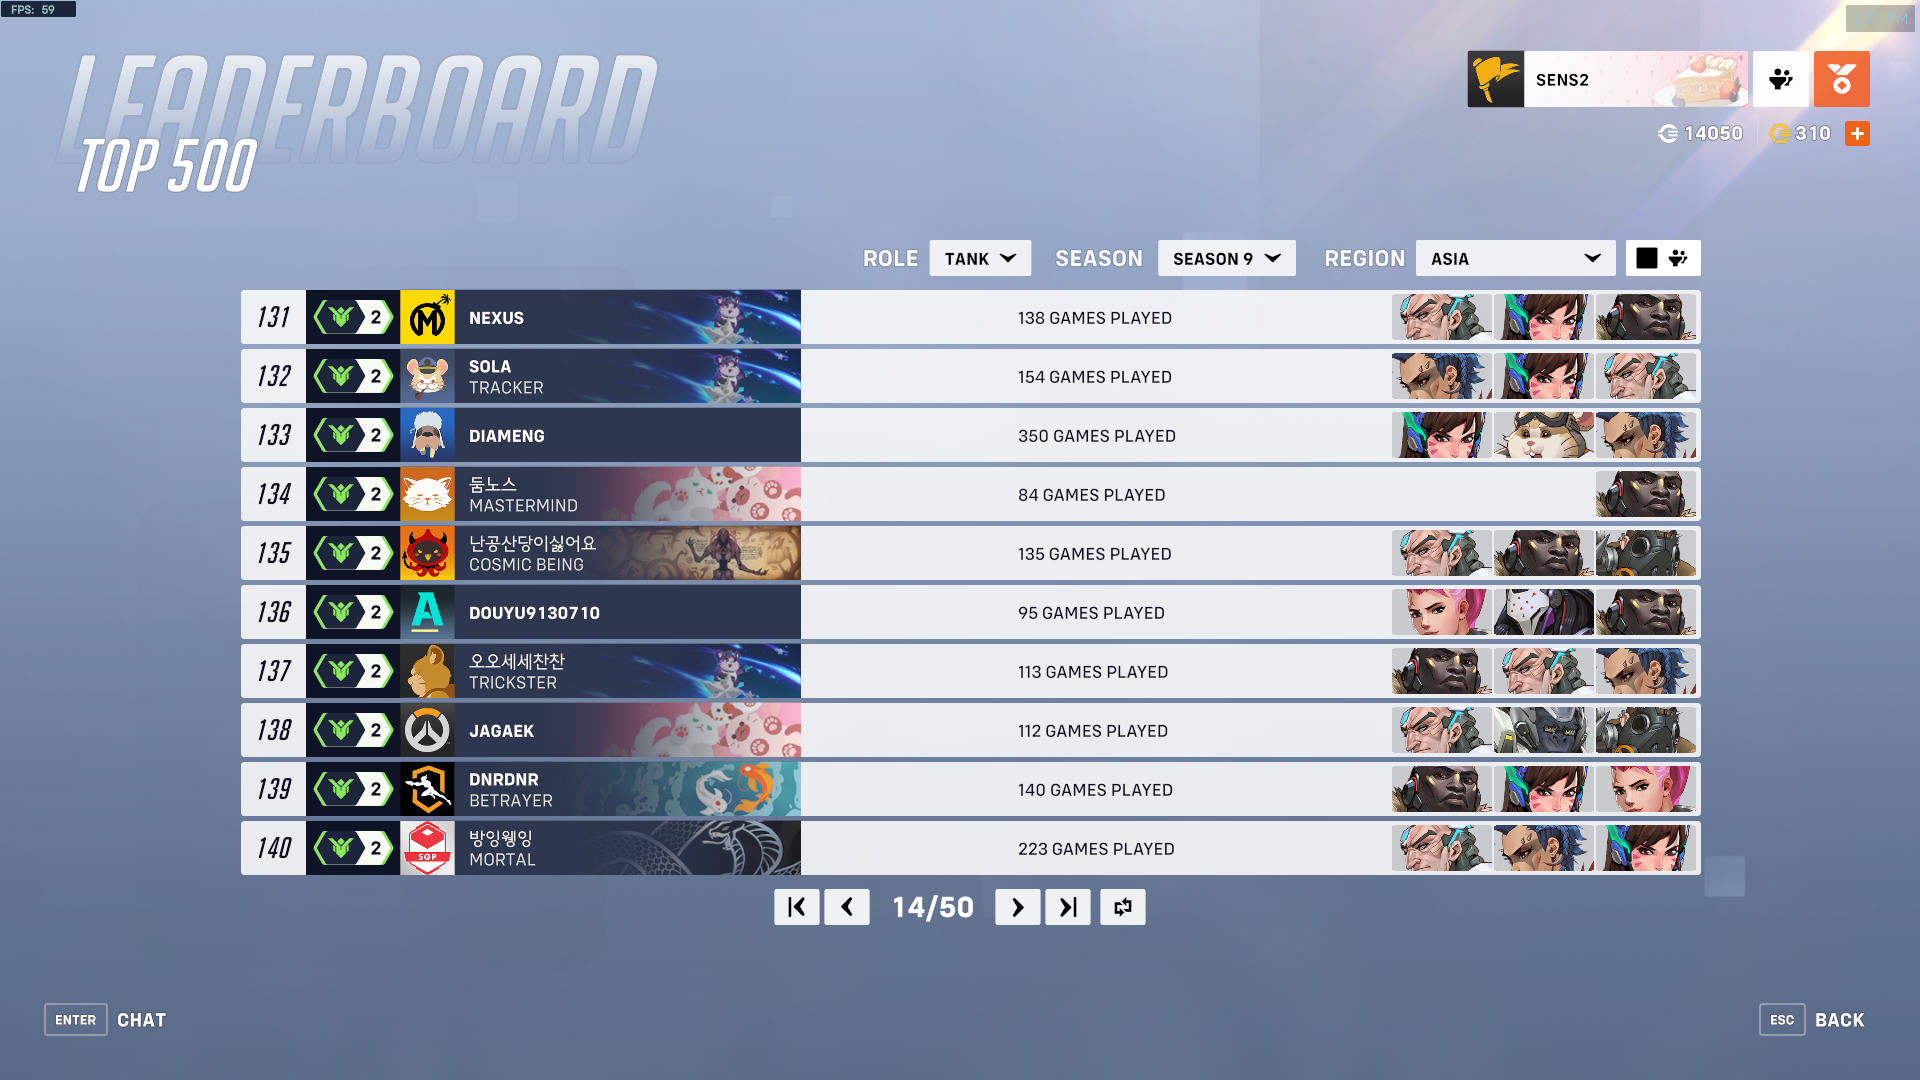 FPS: 59
LEADERBOARD
TOP 500
SENS2
14050 310
ROLE TANK SEASON SEASON 9 REGION ASIA
131 2 NEXUS 138 GAMES PLAYED
132 2 SOLA 154 GAMES PLAYED
TRACKER
133 2 DIAMENG 350 GAMES PLAYED
134 2 둠노스 84 GAMES PLAYED
MASTERMIND
135 2 난공산당이싫어요 135 GAMES PLAYED
COSMIC BEING
136 2 DOUYU9130710 95 GAMES PLAYED
137 2 오오세세찬찬 113 GAMES PLAYED
TRICKSTER
138 2 JAGAEK 112 GAMES PLAYED
139 2 DNRDNR 140 GAMES PLAYED
BETRAYER
140 2 SGP 방잉웽잉 223 GAMES PLAYED
MORTAL
14/50
ENTER CHAT
ESC BACK